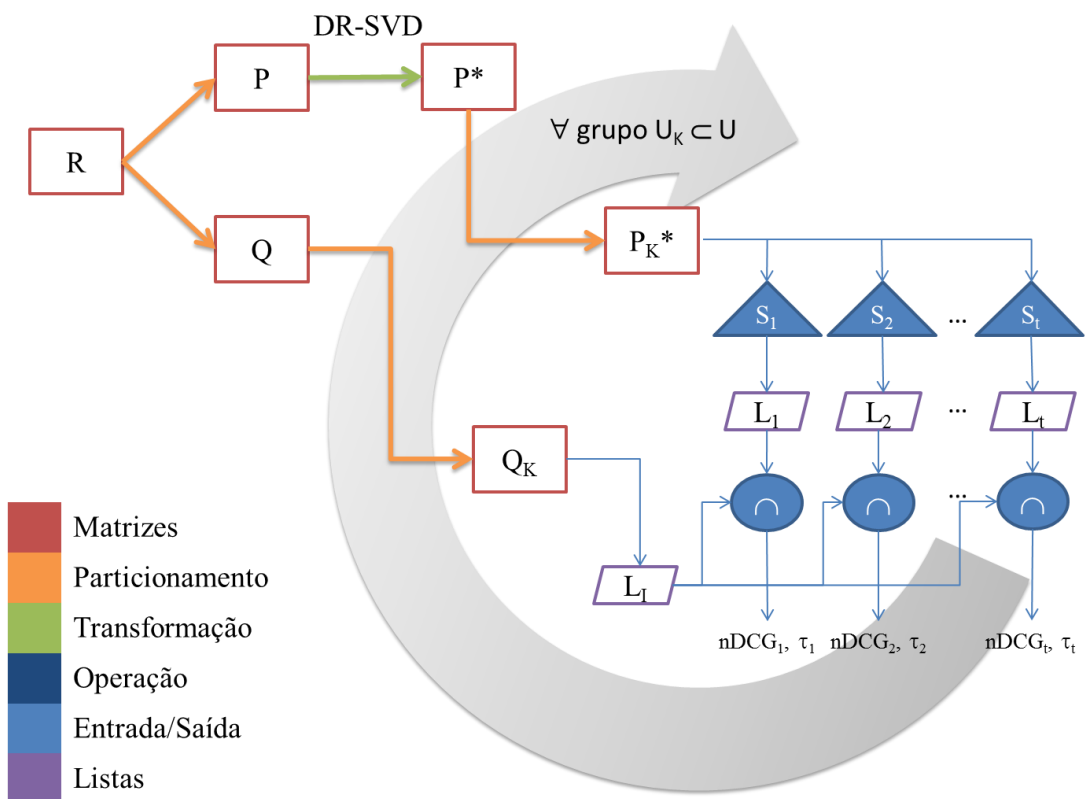 DR-SVD
P
P*
∀ grupo U_K ⊂ U
R
Q
P_K*
S_1
S_2
...
S_t
L_1
L_2
...
L_t
Q_K
∩
∩
...
∩
L_I
nDCG_1, τ_1
nDCG_2, τ_2
nDCG_t, τ_t
Matrizes
Particionamento
Transformação
Operação
Entrada/Saída
Listas